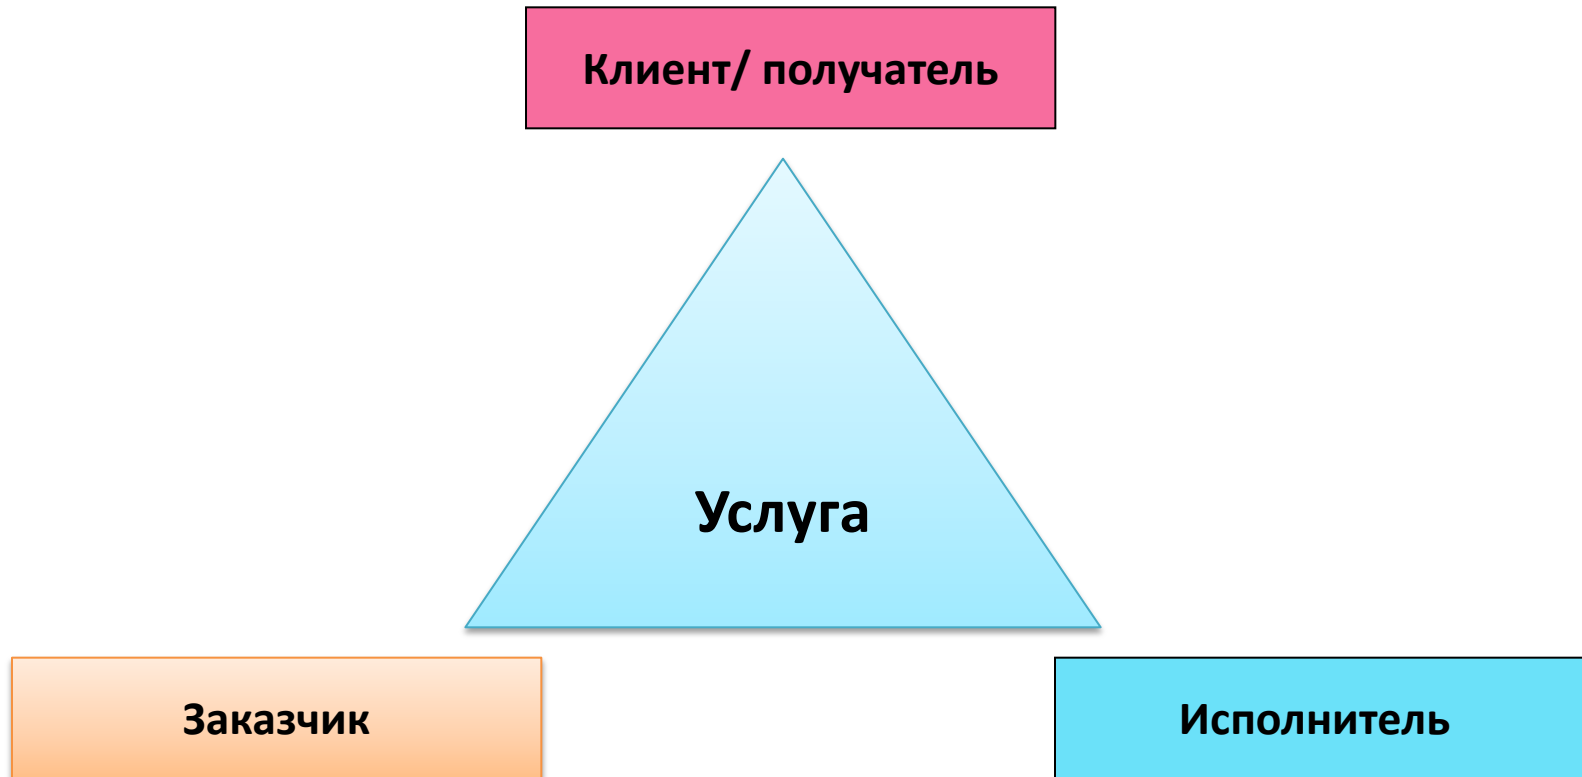 Клиент/ получатель
Услуга
Заказчик
Исполнитель